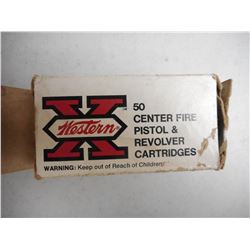 X
Western
50
CENTER FIRE
PISTOL &
REVOLVER
CARTRIDGES
WARNING: Keep out of Reach of Children!